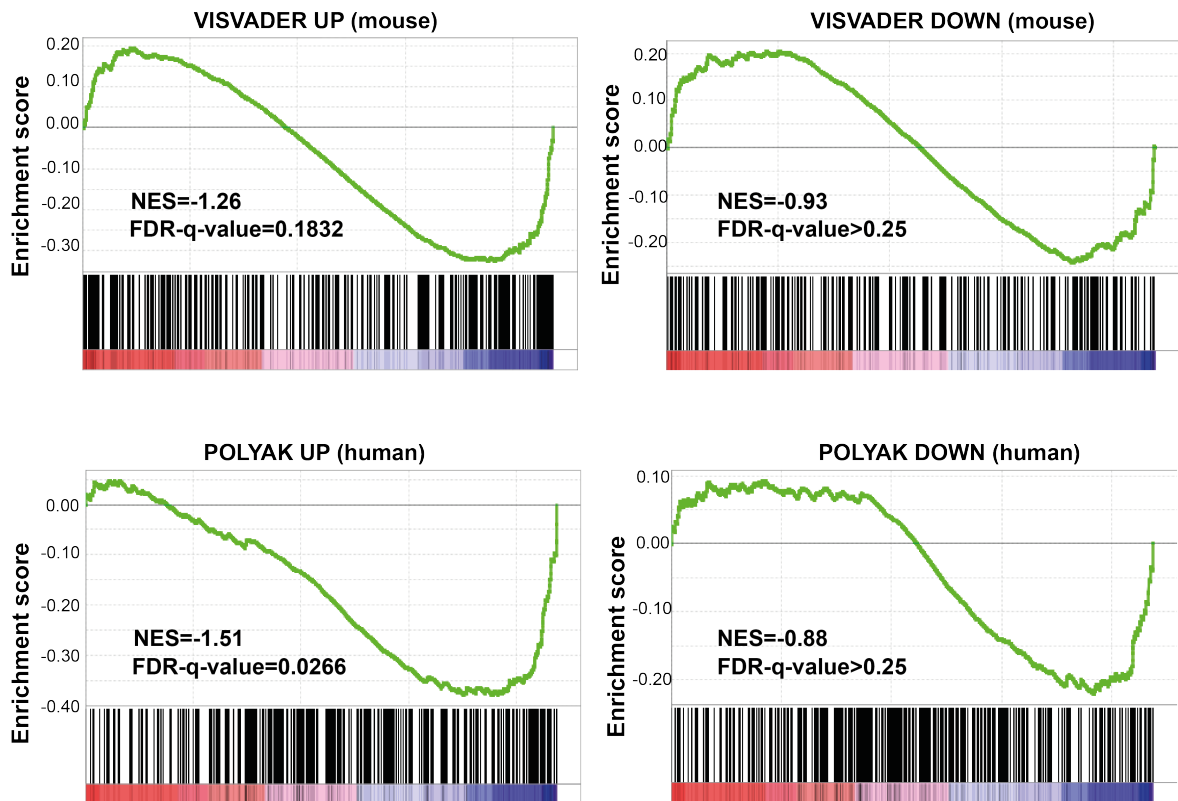 VISVADER UP (mouse)
Enrichment score
0.20
0.10
0.00
-0.10
-0.20
-0.30
NES=-1.26
FDR-q-value=0.1832
VISVADER DOWN (mouse)
Enrichment score
0.20
0.10
0.00
-0.10
-0.20
NES=-0.93
FDR-q-value>0.25
POLYAK UP (human)
Enrichment score
0.00
-0.10
-0.20
-0.30
-0.40
NES=-1.51
FDR-q-value=0.0266
POLYAK DOWN (human)
Enrichment score
0.10
0.00
-0.10
-0.20
NES=-0.88
FDR-q-value>0.25